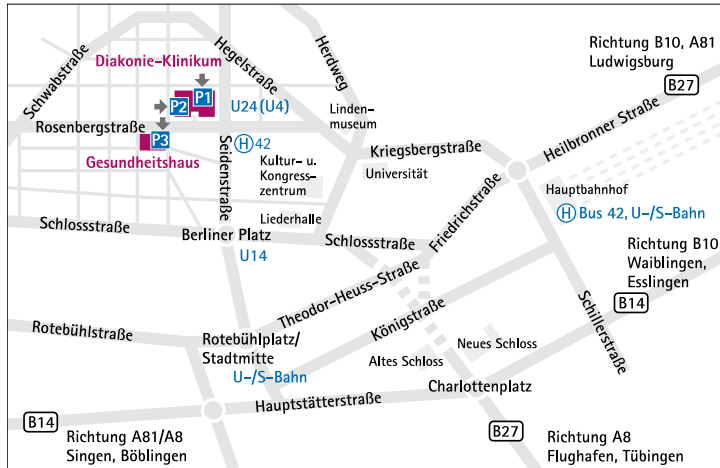 Schwabstraße
Diakonie-Klinikum
Hegelstraße
Herdweg
Richtung B10, A81
Ludwigsburg
B27
P1
P2
U24 (U4)
Linden-
museum
Heilbronner Straße
Rosenbergstraße
P3
Gesundheitshaus
Seidenstraße
H 42
Kultur- u.
Kongress-
zentrum
Kriegsbergstraße
Universität
Hauptbahnhof
H Bus 42, U-/S-Bahn
Liederhalle
Schlossstraße
Berliner Platz
U14
Schlossstraße
Friedrichstraße
Richtung B10
Waiblingen,
Esslingen
B14
Theodor-Heuss-Straße
Königstraße
Schillerstraße
Rotebühlstraße
Rotebühlplatz/
Stadtmitte
U-/S-Bahn
Altes Schloss
Neues Schloss
Charlottenplatz
Hauptstätterstraße
B14
Richtung A81/A8
Singen, Böblingen
B27
Richtung A8
Flughafen, Tübingen